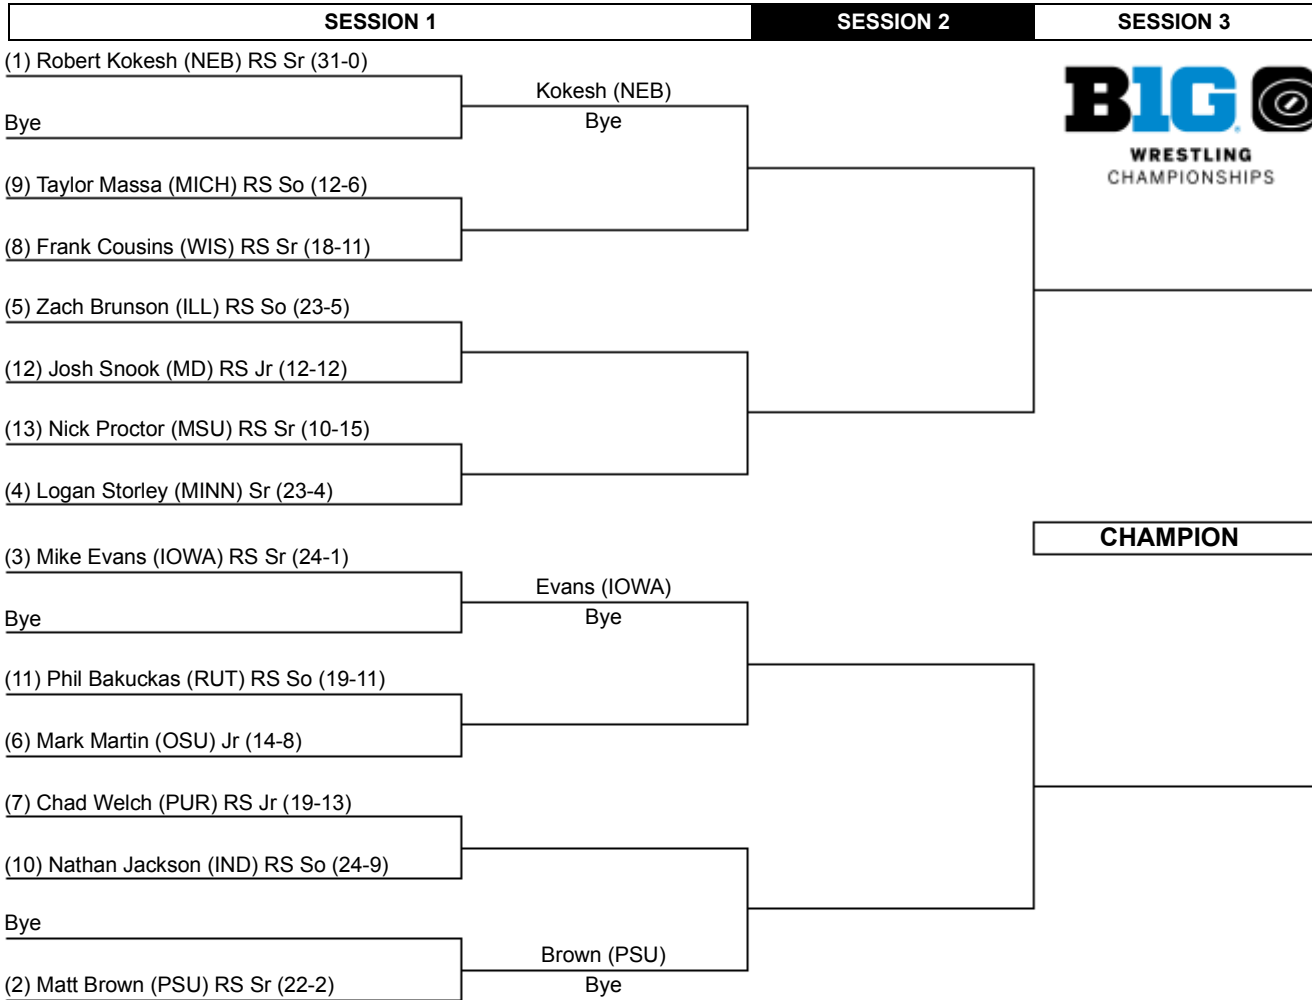 SESSION 1 SESSION 2 SESSION 3
(1) Robert Kokesh (NEB) RS Sr (31-0)
Kokesh (NEB)
Bye
Bye
B1G
WRESTLING
CHAMPIONSHIPS
(9) Taylor Massa (MICH) RS So (12-6)
(8) Frank Cousins (WIS) RS Sr (18-11)
(5) Zach Brunson (ILL) RS So (23-5)
(12) Josh Snook (MD) RS Jr (12-12)
(13) Nick Proctor (MSU) RS Sr (10-15)
(4) Logan Storley (MINN) Sr (23-4)
CHAMPION
(3) Mike Evans (IOWA) RS Sr (24-1)
Evans (IOWA)
Bye
Bye
(11) Phil Bakuckas (RUT) RS So (19-11)
(6) Mark Martin (OSU) Jr (14-8)
(7) Chad Welch (PUR) RS Jr (19-13)
(10) Nathan Jackson (IND) RS So (24-9)
Bye
Brown (PSU)
Bye
(2) Matt Brown (PSU) RS Sr (22-2)